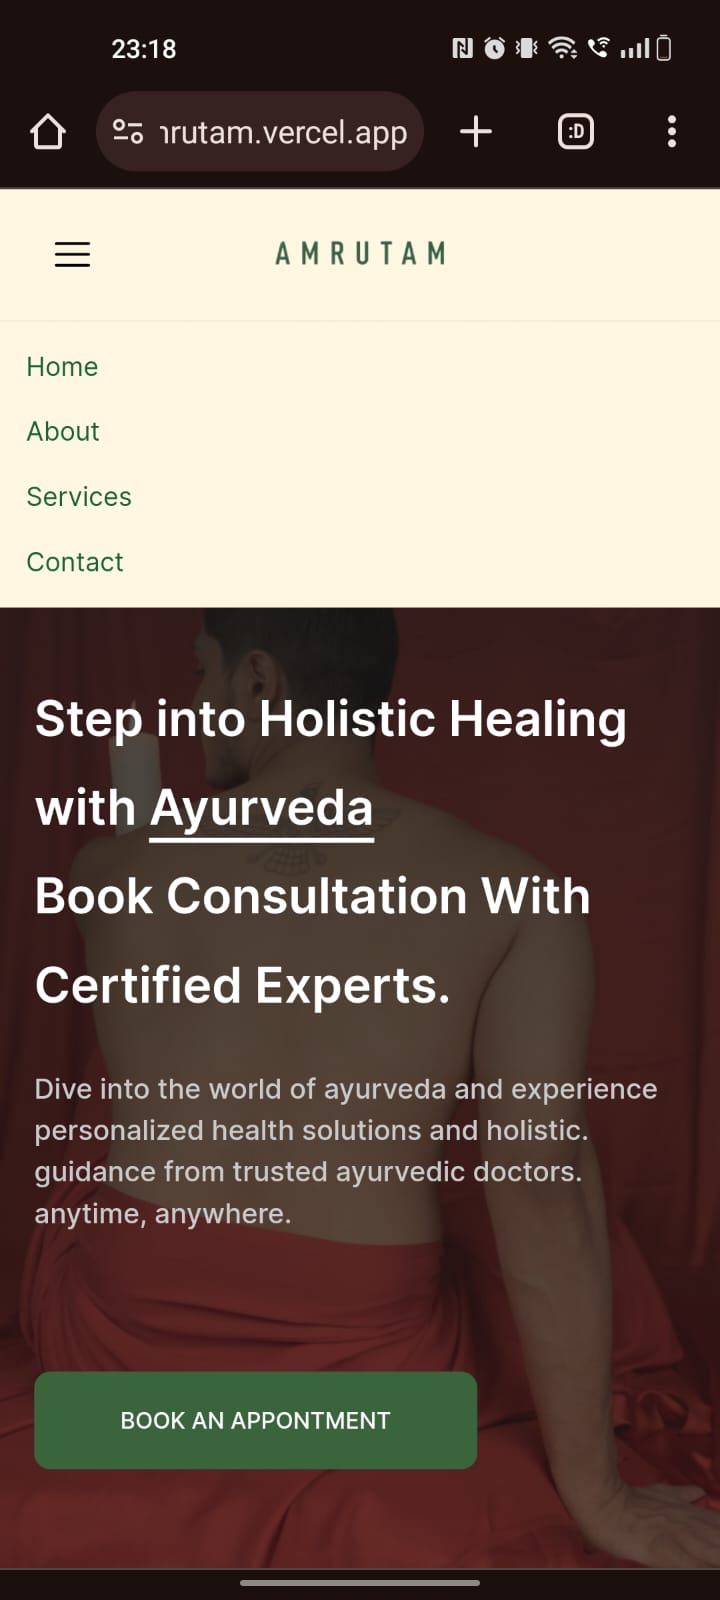 23:18
nrutam.vercel.app
:D
AMRUTAM
Home
About
Services
Contact
Step into Holistic Healing
with Ayurveda
Book Consultation With
Certified Experts.
Dive into the world of ayurveda and experience
personalized health solutions and holistic.
guidance from trusted ayurvedic doctors.
anytime, anywhere.
BOOK AN APPONTMENT